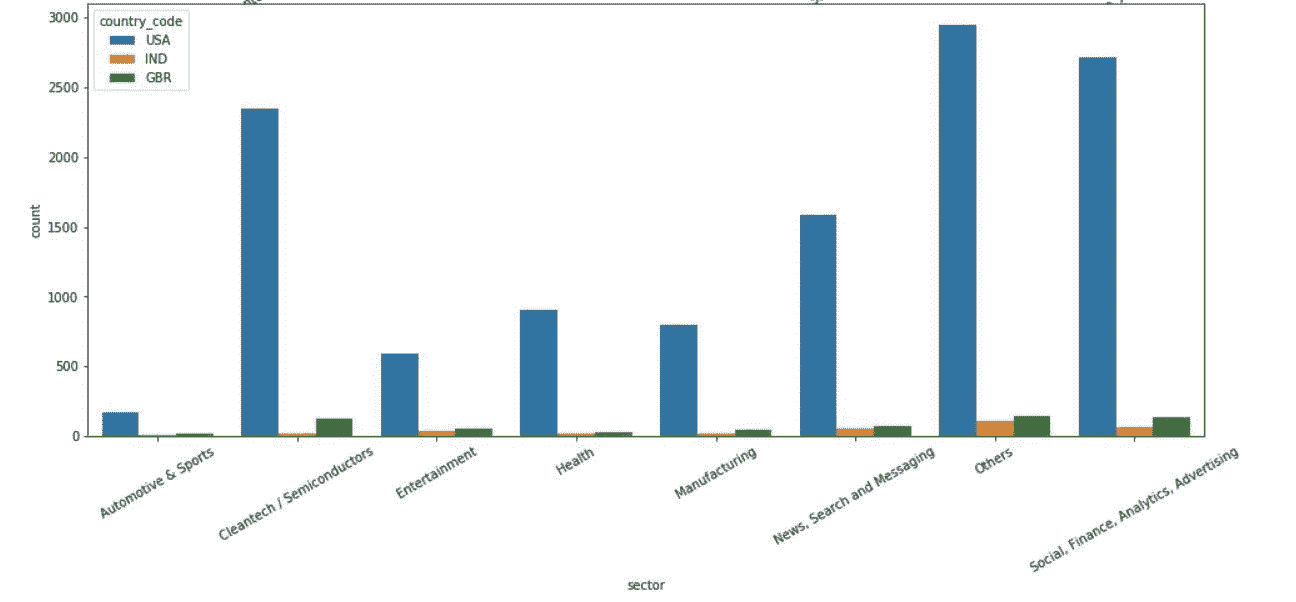 country_code
USA
IND
GBR
3000
2500
2000
1500
1000
500
0
count
Automotive & Sports
Cleantech / Semiconductors
Entertainment
Health
Manufacturing
News, Search and Messaging
Others
Social, Finance, Analytics, Advertising
sector